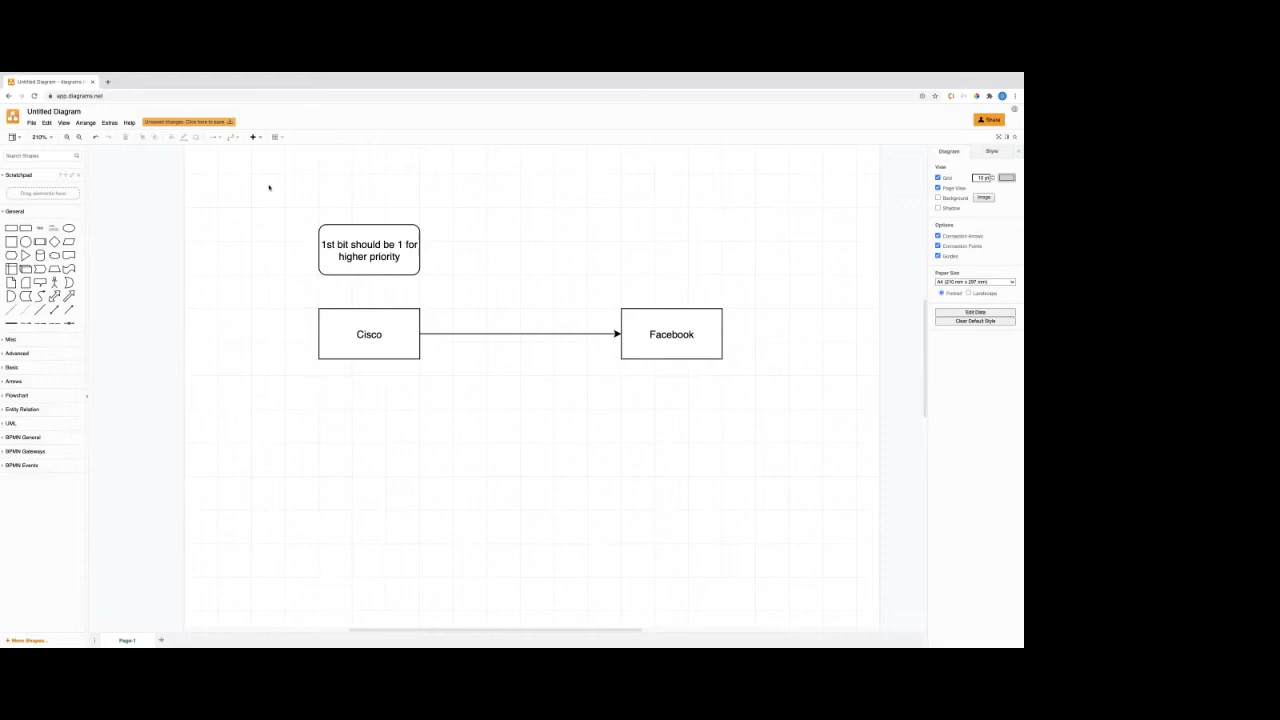 Untitled Diagram - diagrams.
app.diagrams.net
Untitled Diagram
File Edit View Arrange Extras Help
Unsaved changes. Click here to save.
Share
210%
Search Shapes
Diagram Style
Scratchpad
Drag elements here
General
Text
Misc
Advanced
Basic
Arrows
Flowchart
Entity Relation
UML
BPMN General
BPMN Gateways
BPMN Events
+ More Shapes...
1st bit should be 1 for
higher priority
Cisco
Facebook
View
Grid 10 pt
Page View
Background Image
Shadow
Options
Connection Arrows
Connection Points
Guides
Paper Size
A4 (210 mm x 297 mm)
Portrait Landscape
Edit Data
Clear Default Style
Page-1